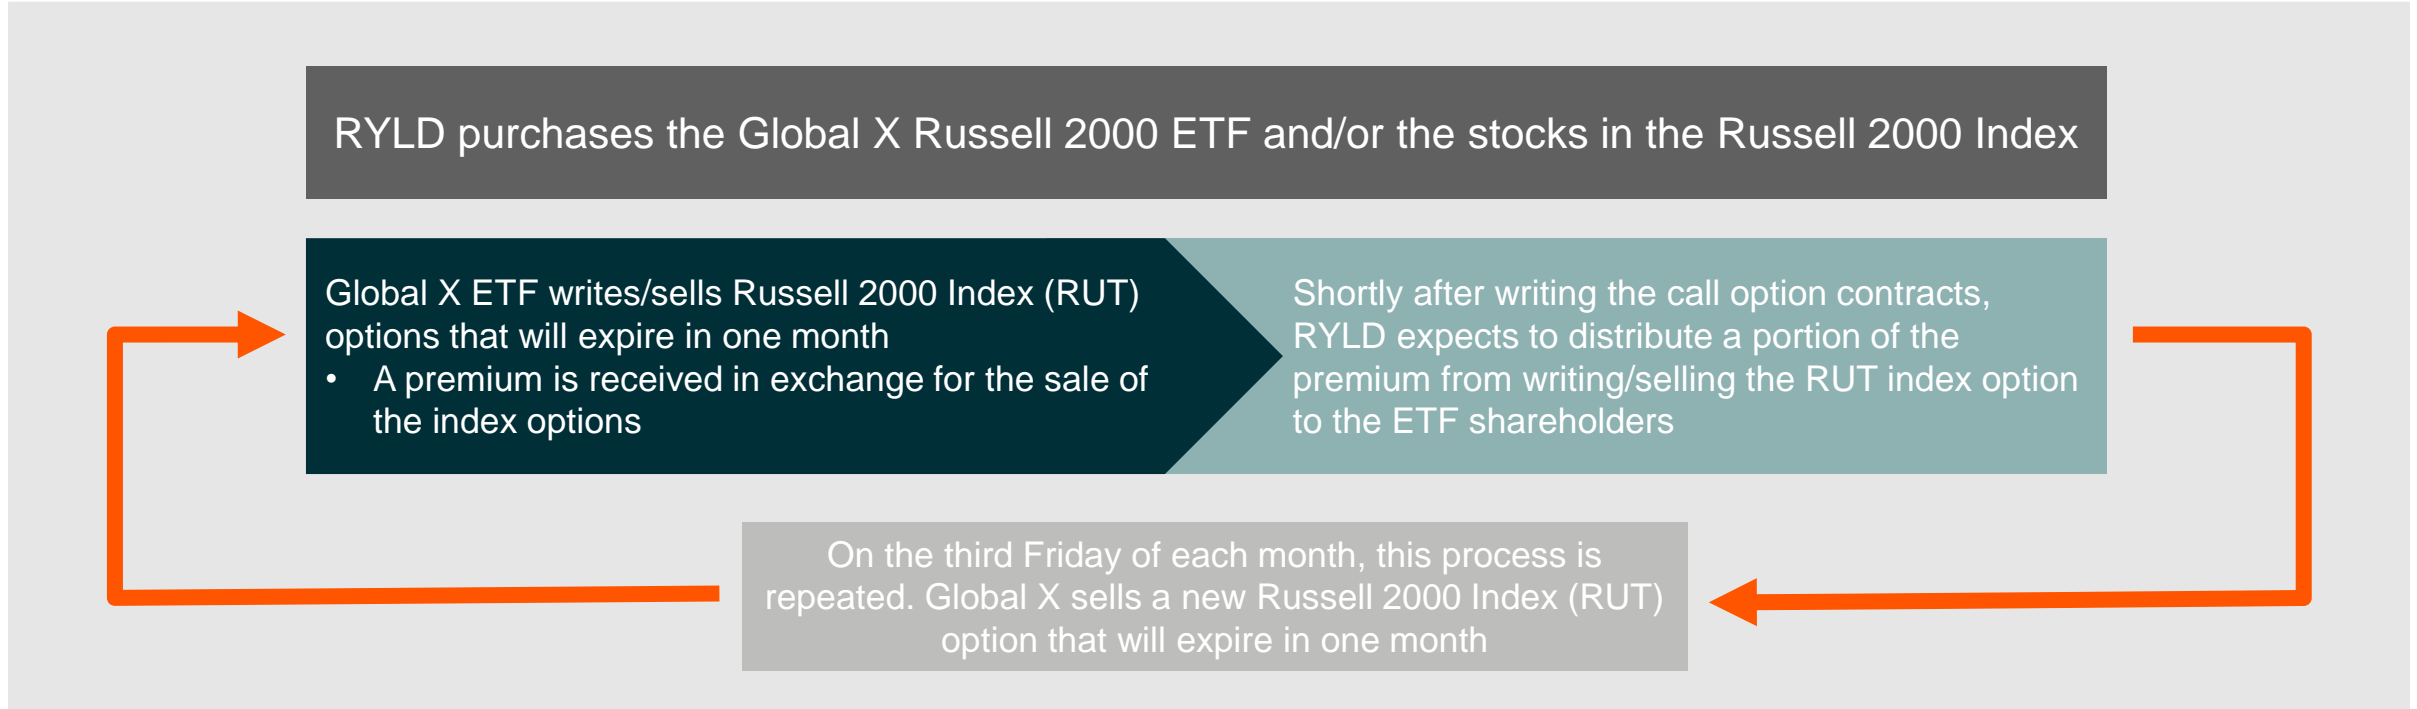 RYLD purchases the Global X Russell 2000 ETF and/or the stocks in the Russell 2000 Index
Global X ETF writes/sells Russell 2000 Index (RUT)
options that will expire in one month
• A premium is received in exchange for the sale of
the index options
Shortly after writing the call option contracts,
RYLD expects to distribute a portion of the
premium from writing/selling the RUT index option
to the ETF shareholders
On the third Friday of each month, this process is
repeated. Global X sells a new Russell 2000 Index (RUT)
option that will expire in one month